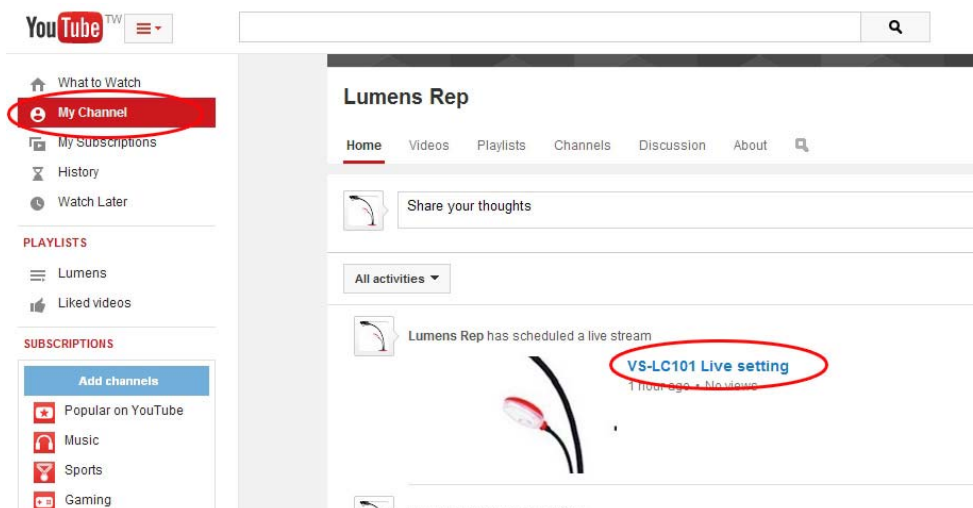 YouTube TW
What to Watch
My Channel
My Subscriptions
History
Watch Later
PLAYLISTS
Lumens
Liked videos
SUBSCRIPTIONS
Add channels
Popular on YouTube
Music
Sports
Gaming
Lumens Rep
Home Videos Playlists Channels Discussion About
Share your thoughts
All activities
Lumens Rep has scheduled a live stream
VS-LC101 Live setting
1 hour ago • No views